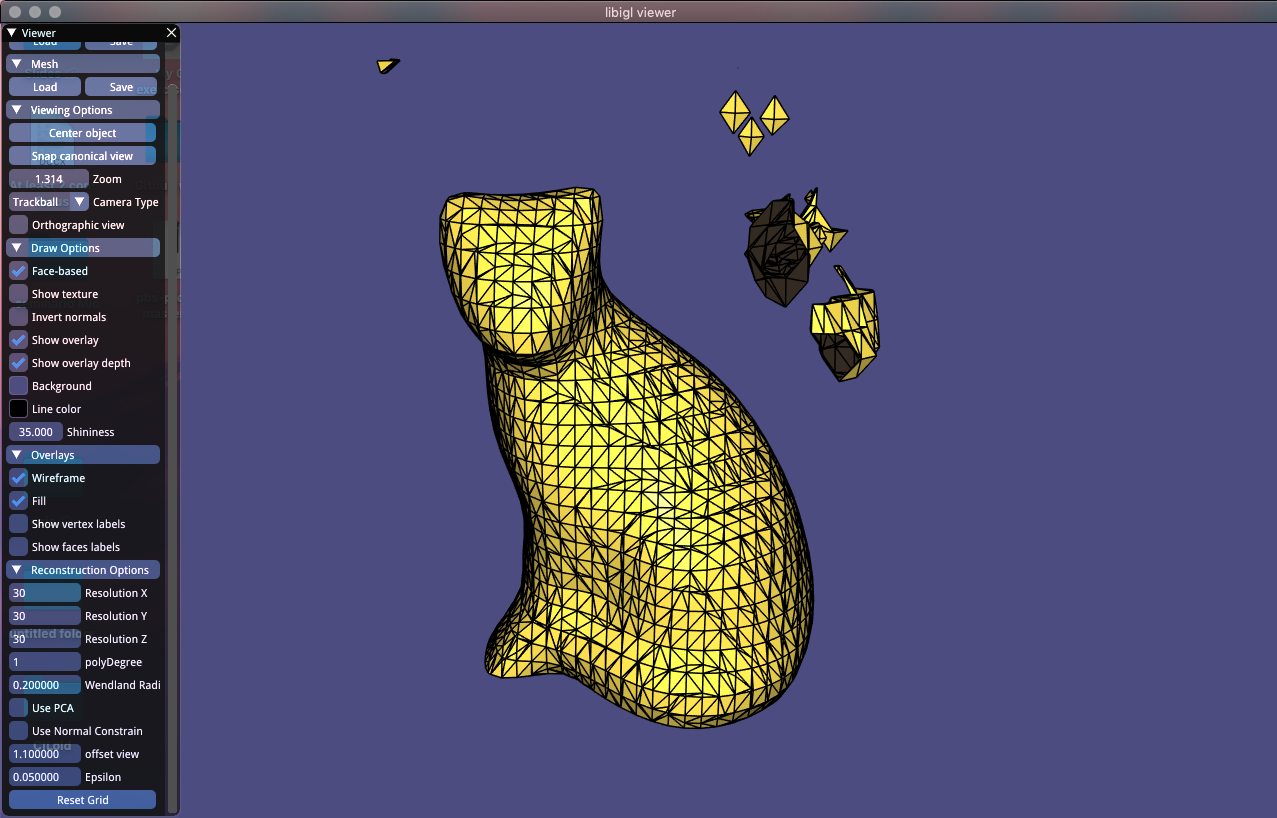 libigl viewer
Viewer
Load Save
Mesh
Load Save
Viewing Options
Center object
Snap canonical view
1.314 Zoom
Trackball Camera Type
Orthographic view
Draw Options
Face-based
Show texture
Invert normals
Show overlay
Show overlay depth
Background
Line color
35.000 Shininess
Overlays
Wireframe
Fill
Show vertex labels
Show faces labels
Reconstruction Options
30 Resolution X
30 Resolution Y
untitled fold
30 Resolution Z
1 polyDegree
0.200000 Wendland Radi
Use PCA
Use Normal Constrain
1.100000 offset view
0.050000 Epsilon
Reset Grid